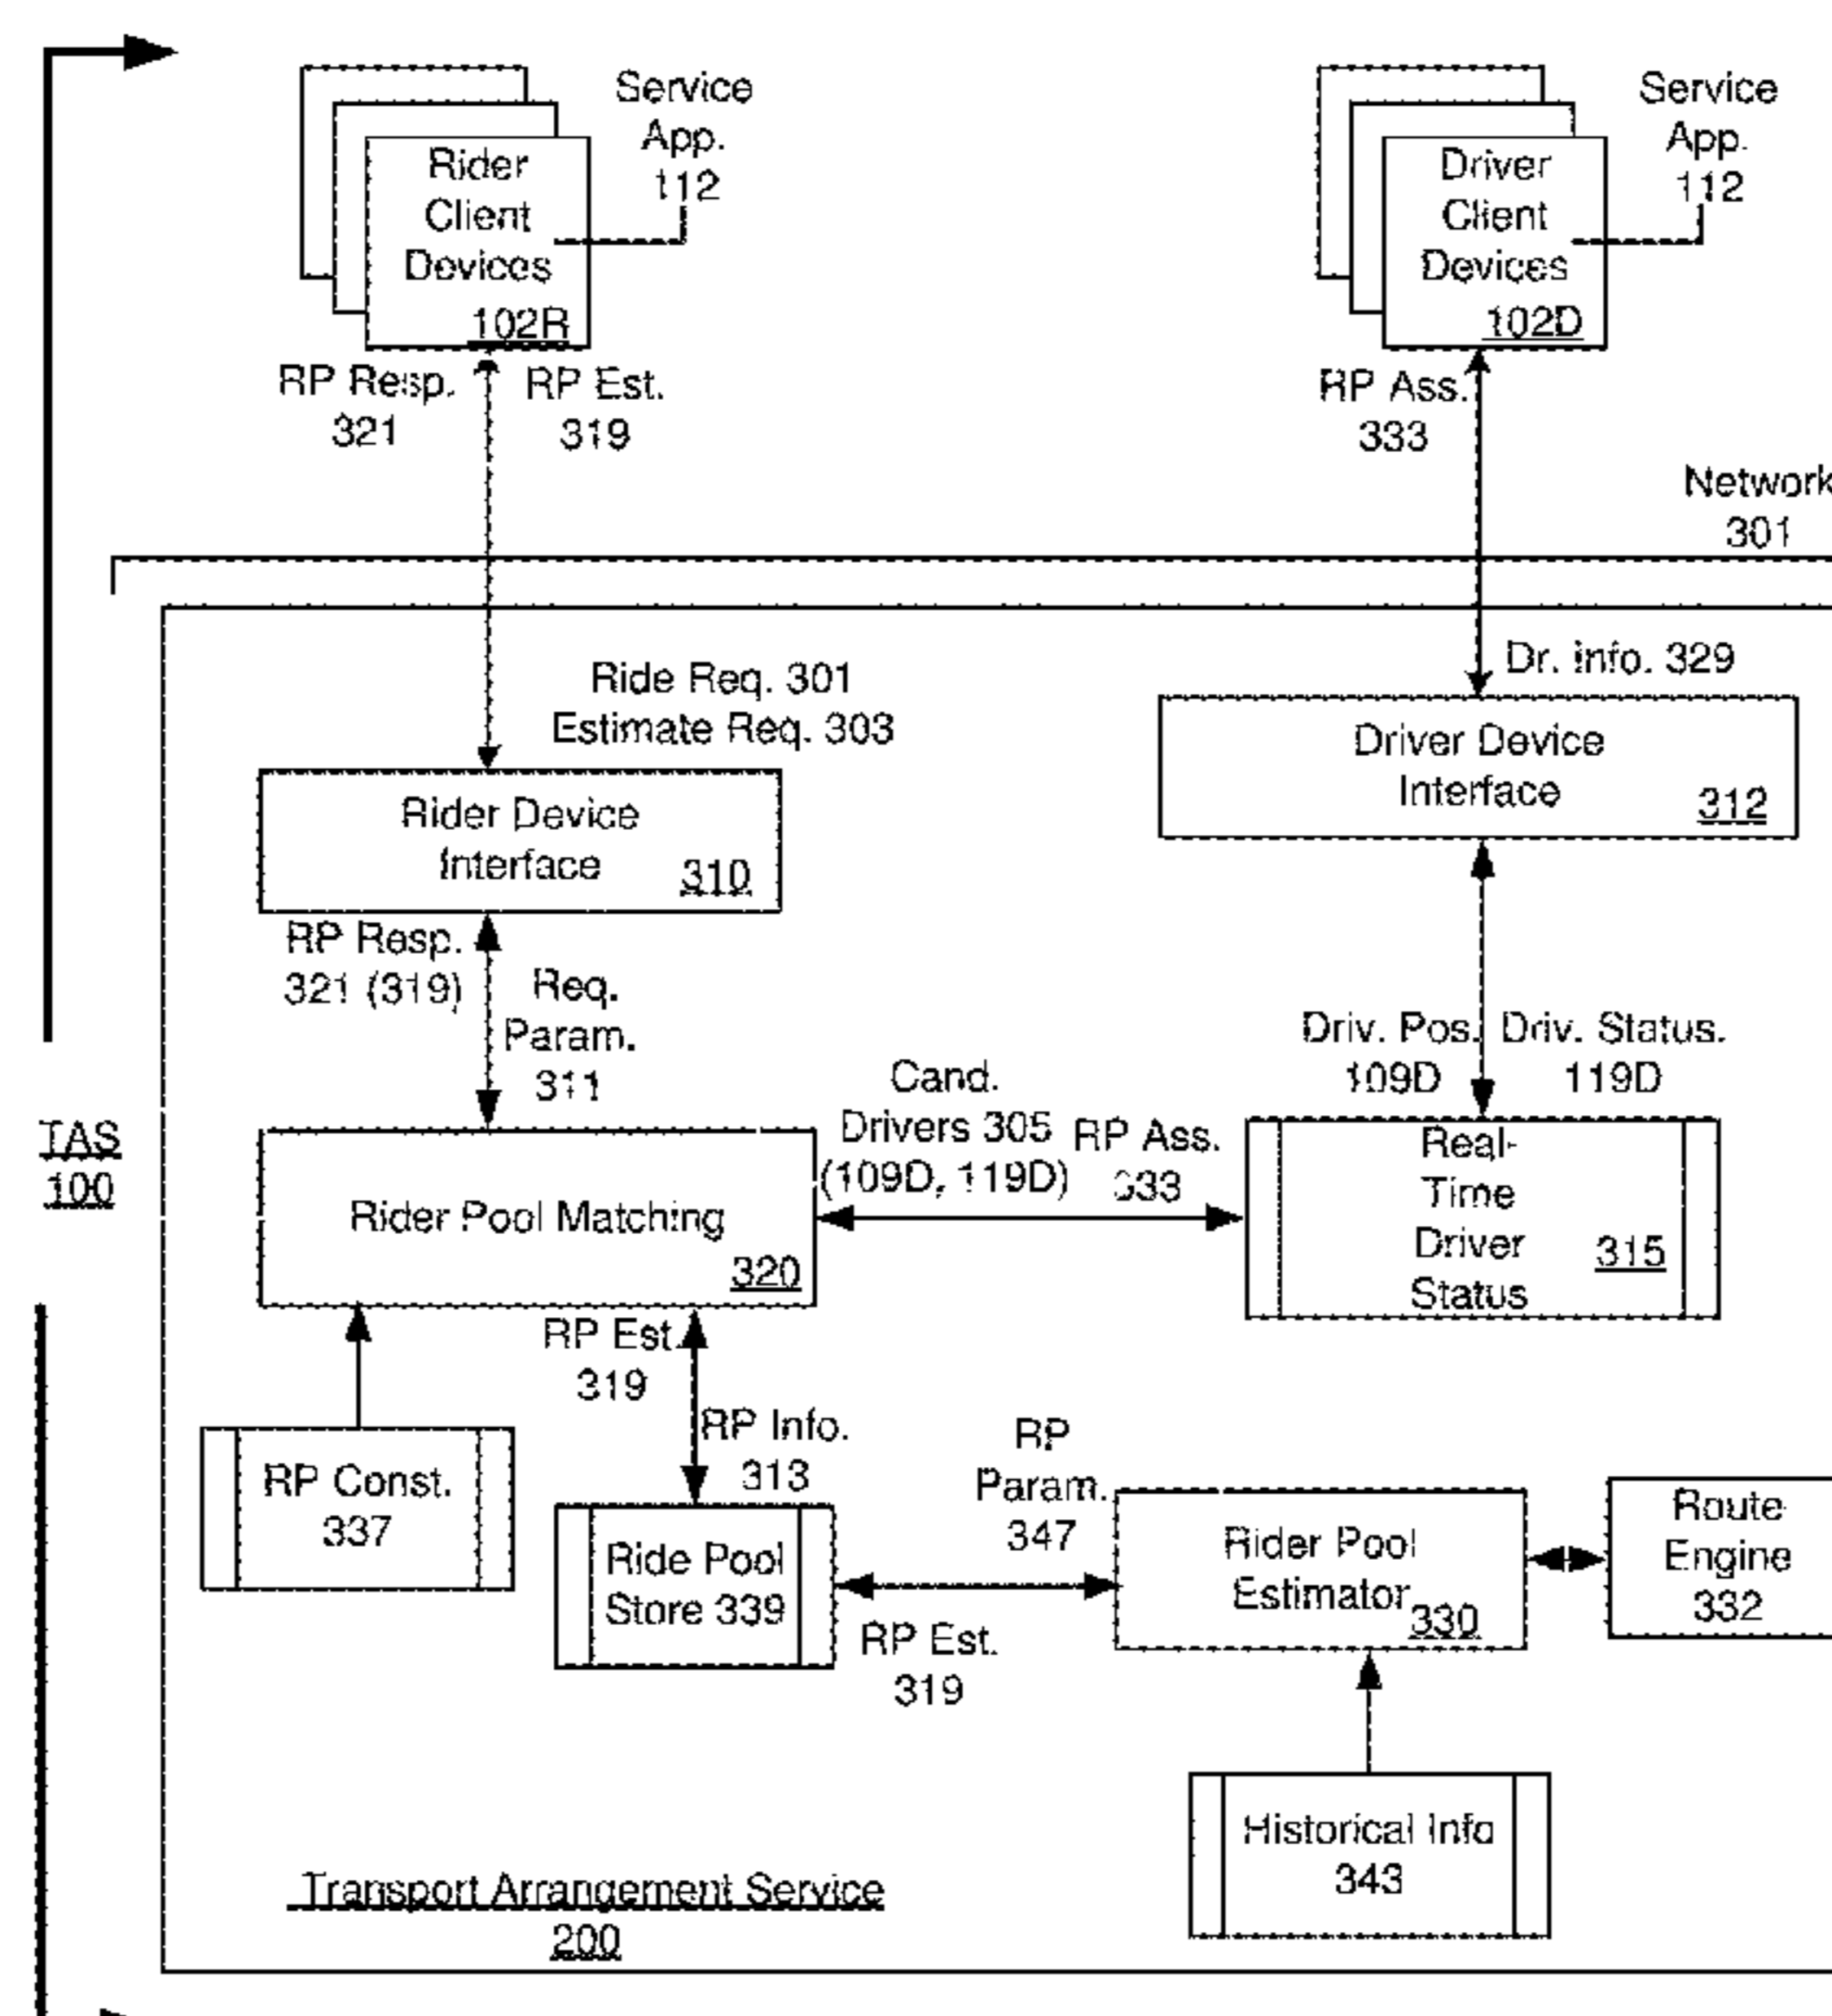 Service
App.
112
Rider
Client
Devices
102R
Service
App.
112
Driver
Client
Devices
102D
RP Resp.
321
RP Est.
319
RP Ass.
333
Network
301
Ride Req. 301
Estimate Req. 303
Dr. info. 329
Rider Device
Interface
310
Driver Device
Interface
312
RP Resp.
321 (319)
Req.
Param.
311
Driv. Pos.
109D
Driv. Status.
119D
TAS
100
Cand.
Drivers 305
(109D, 119D)
RP Ass.
333
Rider Pool Matching
320
Real-
Time
Driver
Status
315
RP Est.
319
RP Info.
313
RP Const.
337
Ride Pool
Store 339
RP
Param.
347
RP Est.
319
Rider Pool
Estimator
330
Route
Engine
332
Historical Info
343
Transport Arrangement Service
200